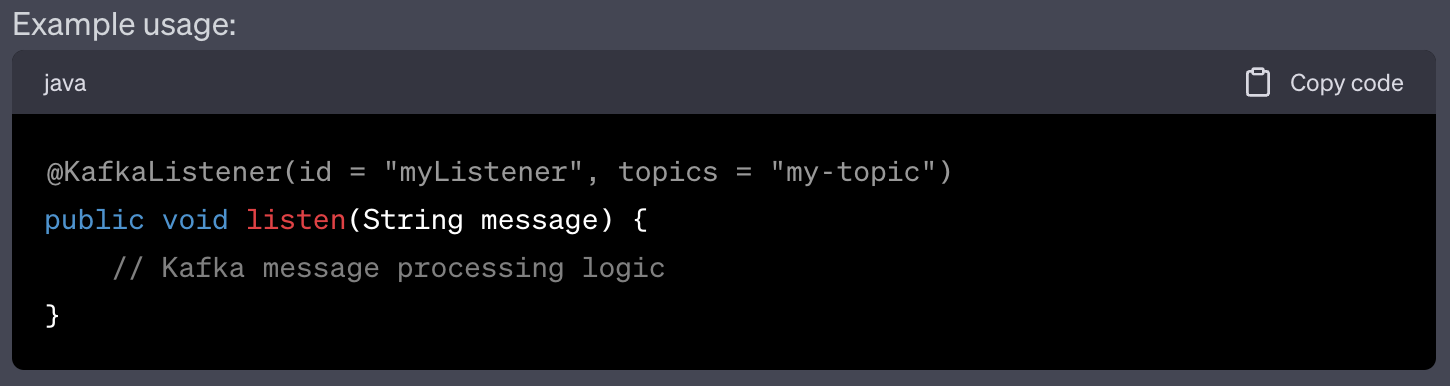 Example usage:
java
Copy code
@KafkaListener(id = "myListener", topics = "my-topic")
public void listen(String message) {
    // Kafka message processing logic
}